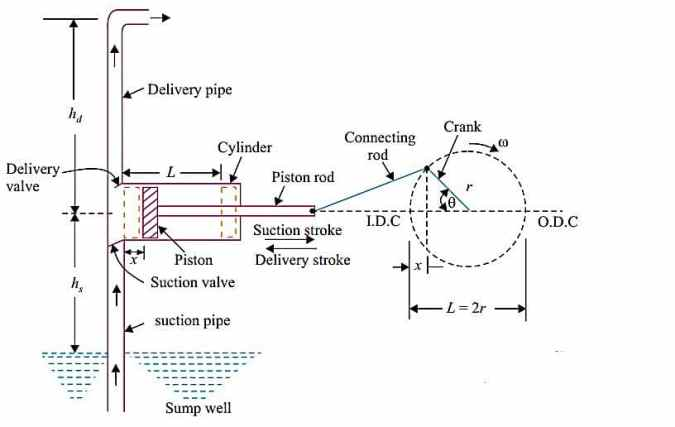 h_d
Delivery pipe
Cylinder
L
Delivery
valve
Piston rod
Connecting
rod
Crank
ω
r
θ
I.D.C
O.D.C
Suction stroke
Delivery stroke
x
Piston
Suction valve
x
L = 2r
h_s
suction pipe
Sump well